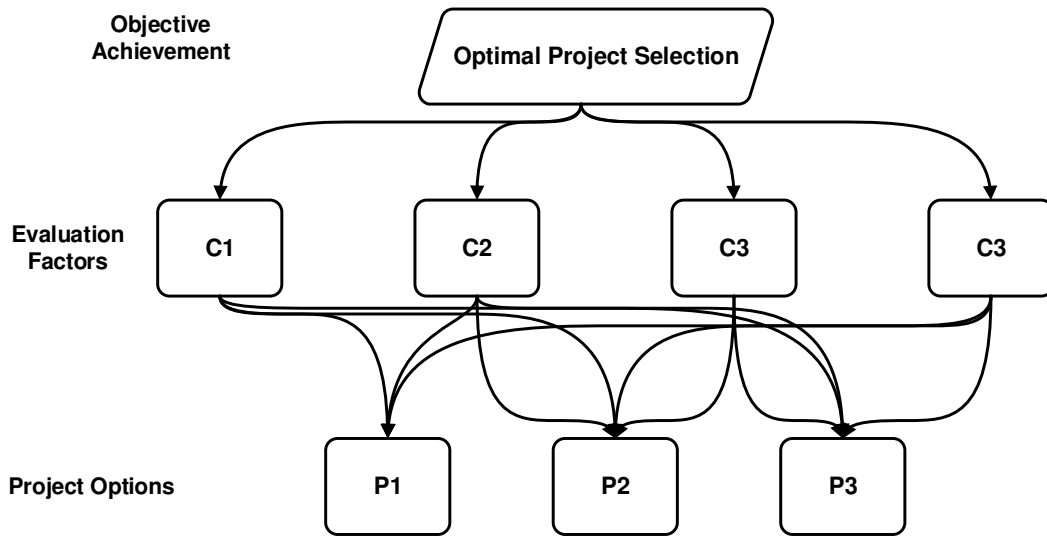 Objective
Achievement
Optimal Project Selection
Evaluation
Factors
C1
C2
C3
C3
Project Options
P1
P2
P3